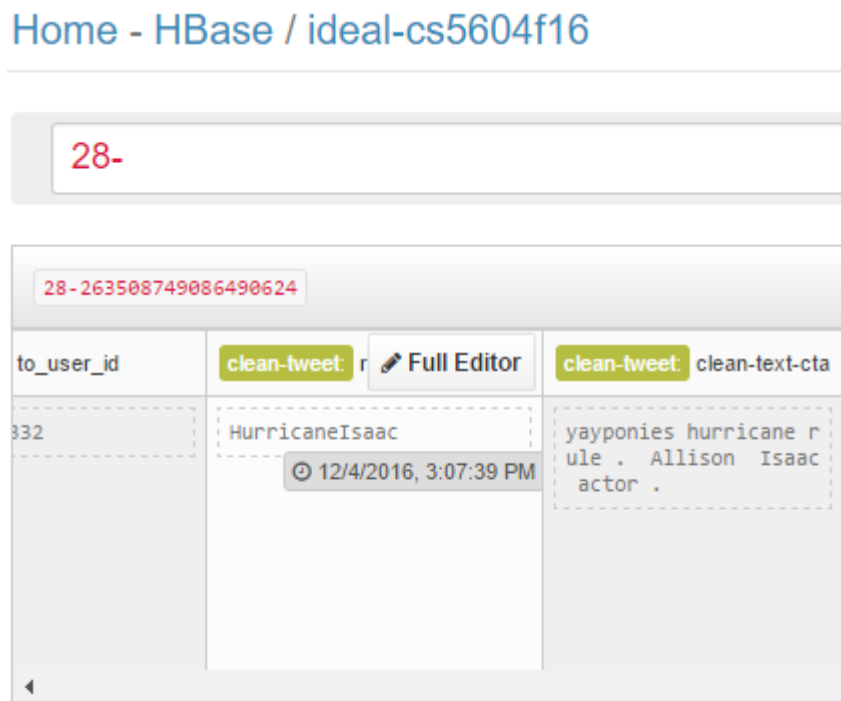 Home - HBase / ideal-cs5604f16
28-
28-263508749086490624
to_user_id
clean-tweet: r Full Editor
clean-tweet: clean-text-cta
332
HurricaneIsaac
12/4/2016, 3:07:39 PM
yayponies hurricane r
ule . Allison Isaac
actor .